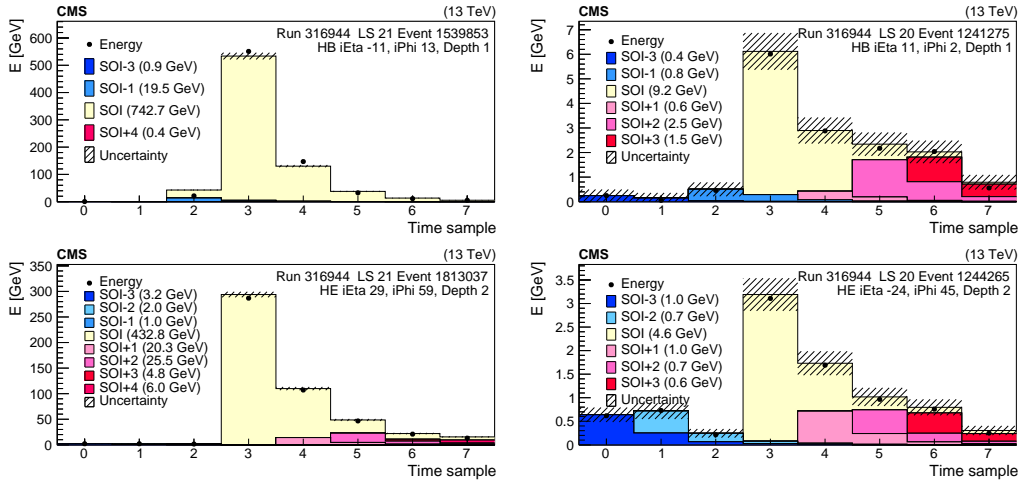 CMS (13 TeV)
E [GeV]
Run 316944 LS 21 Event 1539853
HB iEta -11, iPhi 13, Depth 1
Energy
SOI-3 (0.9 GeV)
SOI-1 (19.5 GeV)
SOI (742.7 GeV)
SOI+4 (0.4 GeV)
Uncertainty
600
500
400
300
200
100
0
0 1 2 3 4 5 6 7
Time sample
CMS (13 TeV)
E [GeV]
Run 316944 LS 20 Event 1241275
HB iEta 11, iPhi 2, Depth 1
Energy
SOI-3 (0.4 GeV)
SOI-1 (0.8 GeV)
SOI (9.2 GeV)
SOI+1 (0.6 GeV)
SOI+2 (2.5 GeV)
SOI+3 (1.5 GeV)
Uncertainty
7
6
5
4
3
2
1
0
0 1 2 3 4 5 6 7
Time sample
CMS (13 TeV)
E [GeV]
Run 316944 LS 21 Event 1813037
HE iEta 29, iPhi 59, Depth 2
Energy
SOI-3 (3.2 GeV)
SOI-2 (2.0 GeV)
SOI-1 (1.0 GeV)
SOI (432.8 GeV)
SOI+1 (20.3 GeV)
SOI+2 (25.5 GeV)
SOI+3 (4.8 GeV)
SOI+4 (6.0 GeV)
Uncertainty
350
300
250
200
150
100
50
0
0 1 2 3 4 5 6 7
Time sample
CMS (13 TeV)
E [GeV]
Run 316944 LS 20 Event 1244265
HE iEta -24, iPhi 45, Depth 2
Energy
SOI-3 (1.0 GeV)
SOI-2 (0.7 GeV)
SOI (4.6 GeV)
SOI+1 (1.0 GeV)
SOI+2 (0.7 GeV)
SOI+3 (0.6 GeV)
Uncertainty
3.5
3
2.5
2
1.5
1
0.5
0
0 1 2 3 4 5 6 7
Time sample